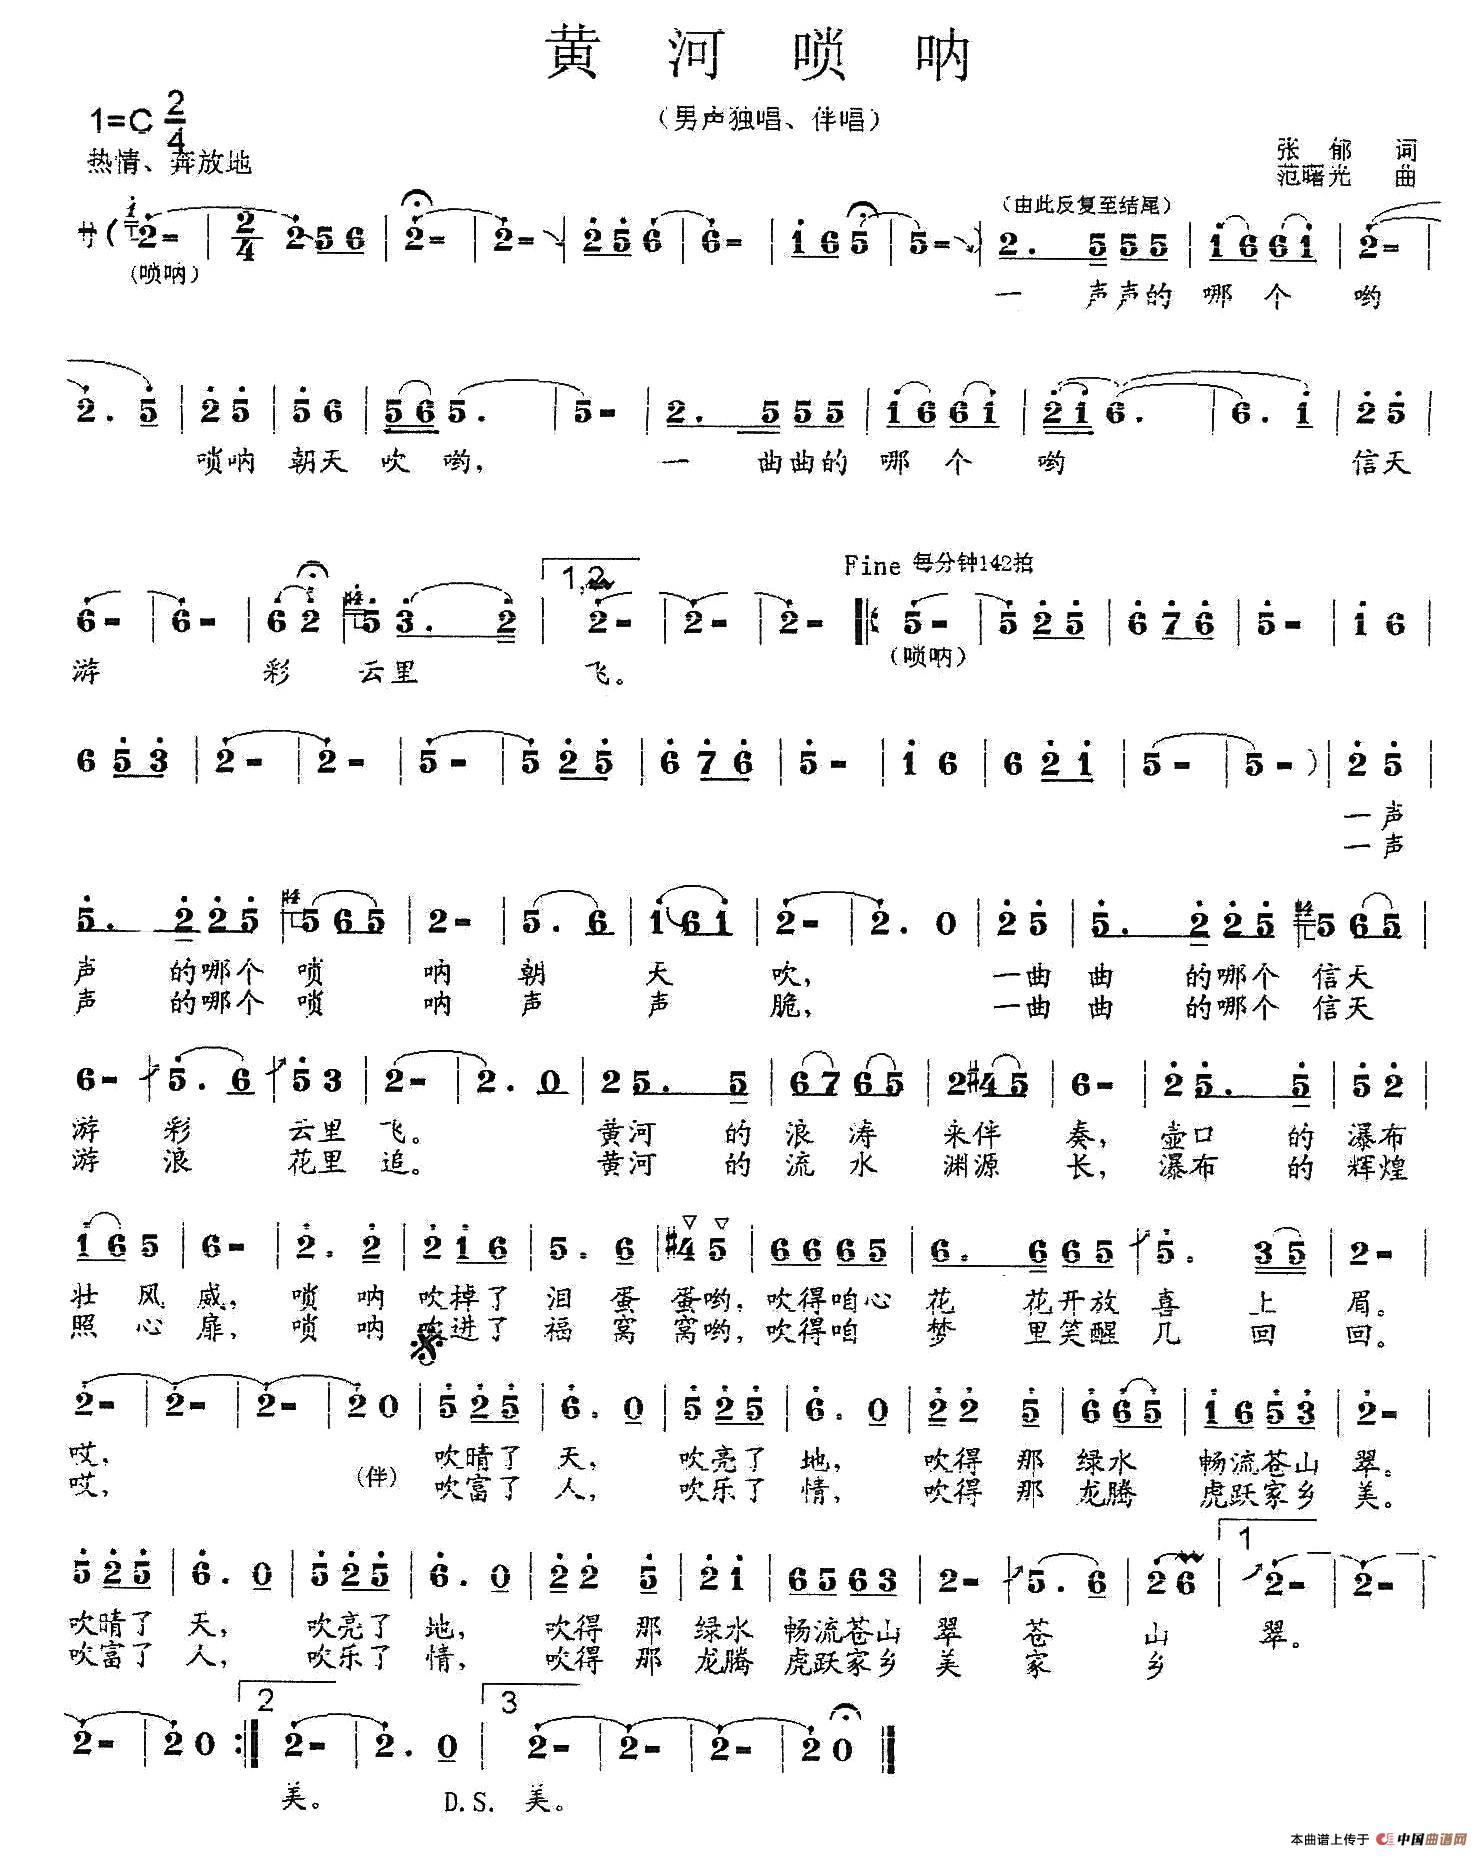 黄河唢呐
(男声独唱、伴唱)
1=C 2/4
热情、奔放地
张郁 词
范曙光 曲
(由此反复至结尾)
(唢呐)
一 声声的 哪 个 哟
唢呐 朝天 吹 哟, 一 曲曲的 哪 个 哟 信天
1,2
Fine 每分钟142拍
(唢呐)
游 彩 云里 飞。
一声
一声
声 的哪个 唢 呐 朝 天 吹, 一曲 曲 的哪个 信天
声 的哪个 唢 呐 声 声 脆, 一曲 曲 的哪个 信天
游 彩 云里 飞。 黄河 的 浪 涛 来伴 奏, 壶口 的 瀑布
游 浪 花里 追。 黄河 的 流 水 渊源 长, 瀑布 的 辉煌
壮 风 威, 唢 呐 吹掉了 泪 蛋 蛋哟, 吹得咱心 花 花开放 喜 上 眉。
照 心 扉, 唢 呐 吹进了 福 窝 窝哟, 吹得咱 梦 里笑醒 几 回 回。
哎, 吹晴了 天, 吹亮了 地, 吹得 那 绿水 畅流苍山 翠。
哎, (伴) 吹富了 人, 吹乐了 情, 吹得 那 龙腾 虎跃家乡 美。
1
吹晴了 天, 吹亮了 地, 吹得 那 绿水 畅流苍山 翠 苍 山 翠。
吹富了 人, 吹乐了 情, 吹得 那 龙腾 虎跃家乡 美 家 乡
2 3
美。 D.S. 美。
本曲谱上传于 中国曲谱网